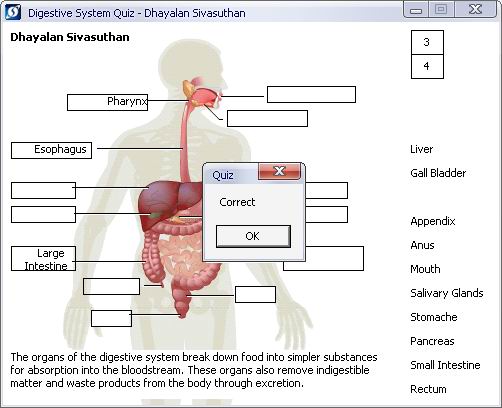 Digestive System Quiz - Dhayalan Sivasuthan
Dhayalan Sivasuthan
3
4
Pharynx
Esophagus
Large
Intestine
Quiz
Correct
OK
Liver
Gall Bladder
Appendix
Anus
Mouth
Salivary Glands
Stomache
Pancreas
Small Intestine
Rectum
The organs of the digestive system break down food into simpler substances
for absorption into the bloodstream. These organs also remove indigestible
matter and waste products from the body through excretion.